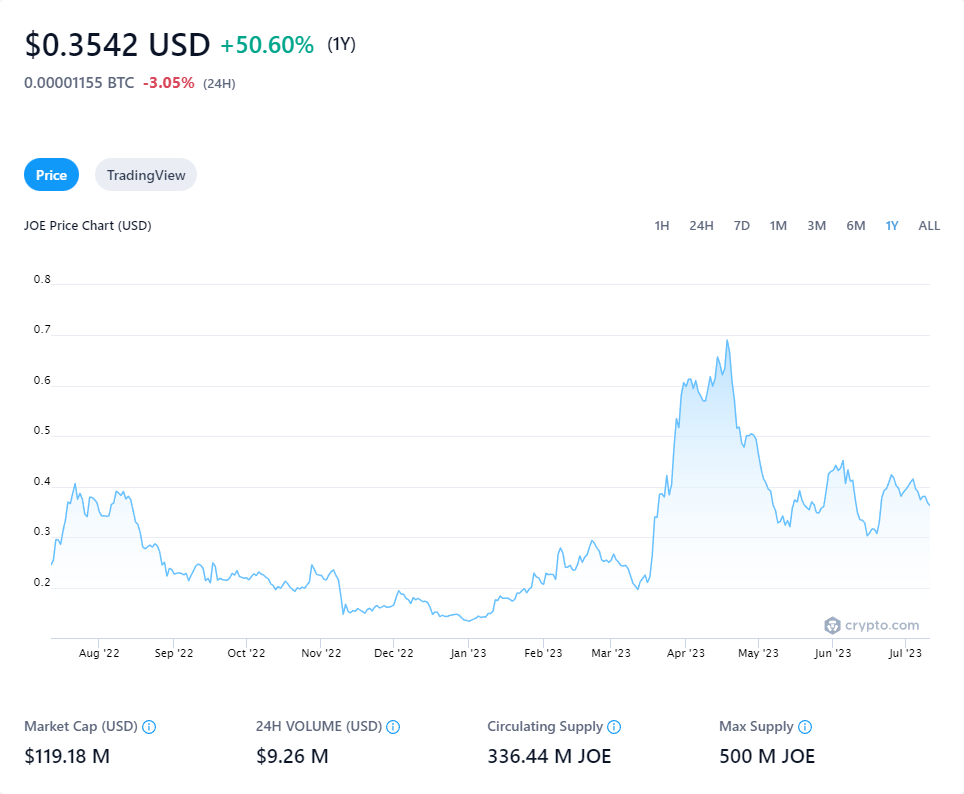 $0.3542 USD +50.60% (1Y)
0.00001155 BTC -3.05% (24H)
Price TradingView
JOE Price Chart (USD) 1H 24H 7D 1M 3M 6M 1Y ALL
0.8
0.7
0.6
0.5
0.4
0.3
0.2
crypto.com
Aug '22 Sep '22 Oct '22 Nov '22 Dec '22 Jan '23 Feb '23 Mar '23 Apr '23 May '23 Jun '23 Jul '23
Market Cap (USD) 24H VOLUME (USD) Circulating Supply Max Supply
$119.18 M $9.26 M 336.44 M JOE 500 M JOE